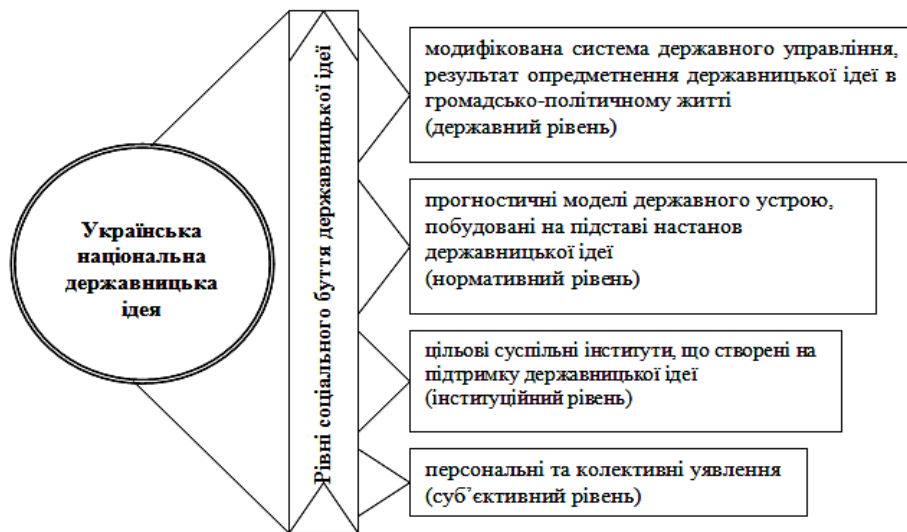 Українська
національна
державницька
ідея
Рівні соціального буття державницької ідеї
модифікована система державного управління,
результат опредметнення державницької ідеї в
громадсько-політичному житті
(державний рівень)
прогностичні моделі державного устрою,
побудовані на підставі настанов
державницької ідеї
(нормативний рівень)
цільові суспільні інститути, що створені на
підтримку державницької ідеї
(інституційний рівень)
персональні та колективні уявлення
(суб’єктивний рівень)